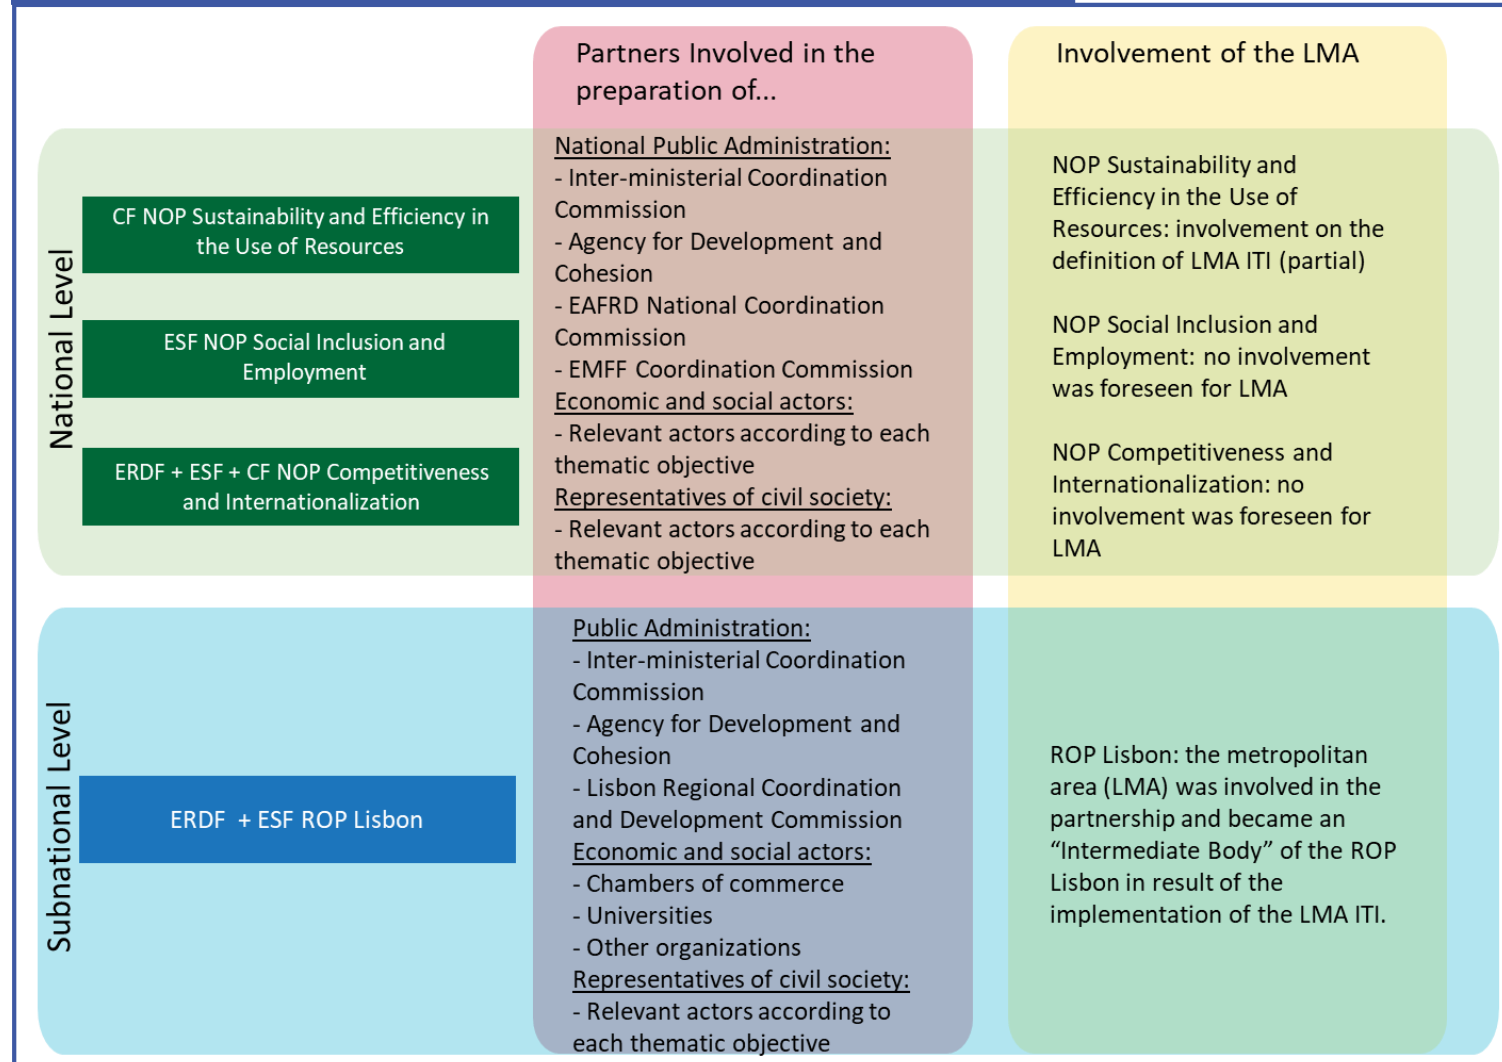 Partners Involved in the
preparation of...
Involvement of the LMA
National Level
CF NOP Sustainability and Efficiency in
the Use of Resources
ESF NOP Social Inclusion and
Employment
ERDF + ESF + CF NOP Competitiveness
and Internationalization
National Public Administration:
- Inter-ministerial Coordination
Commission
- Agency for Development and
Cohesion
- EAFRD National Coordination
Commission
- EMFF Coordination Commission
Economic and social actors:
- Relevant actors according to each
thematic objective
Representatives of civil society:
- Relevant actors according to each
thematic objective
NOP Sustainability and
Efficiency in the Use of
Resources: involvement on the
definition of LMA ITI (partial)
NOP Social Inclusion and
Employment: no involvement
was foreseen for LMA
NOP Competitiveness and
Internationalization: no
involvement was foreseen for
LMA
Subnational Level
ERDF + ESF ROP Lisbon
Public Administration:
- Inter-ministerial Coordination
Commission
- Agency for Development and
Cohesion
- Lisbon Regional Coordination
and Development Commission
Economic and social actors:
- Chambers of commerce
- Universities
- Other organizations
Representatives of civil society:
- Relevant actors according to
each thematic objective
ROP Lisbon: the metropolitan
area (LMA) was involved in the
partnership and became an
“Intermediate Body” of the ROP
Lisbon in result of the
implementation of the LMA ITI.